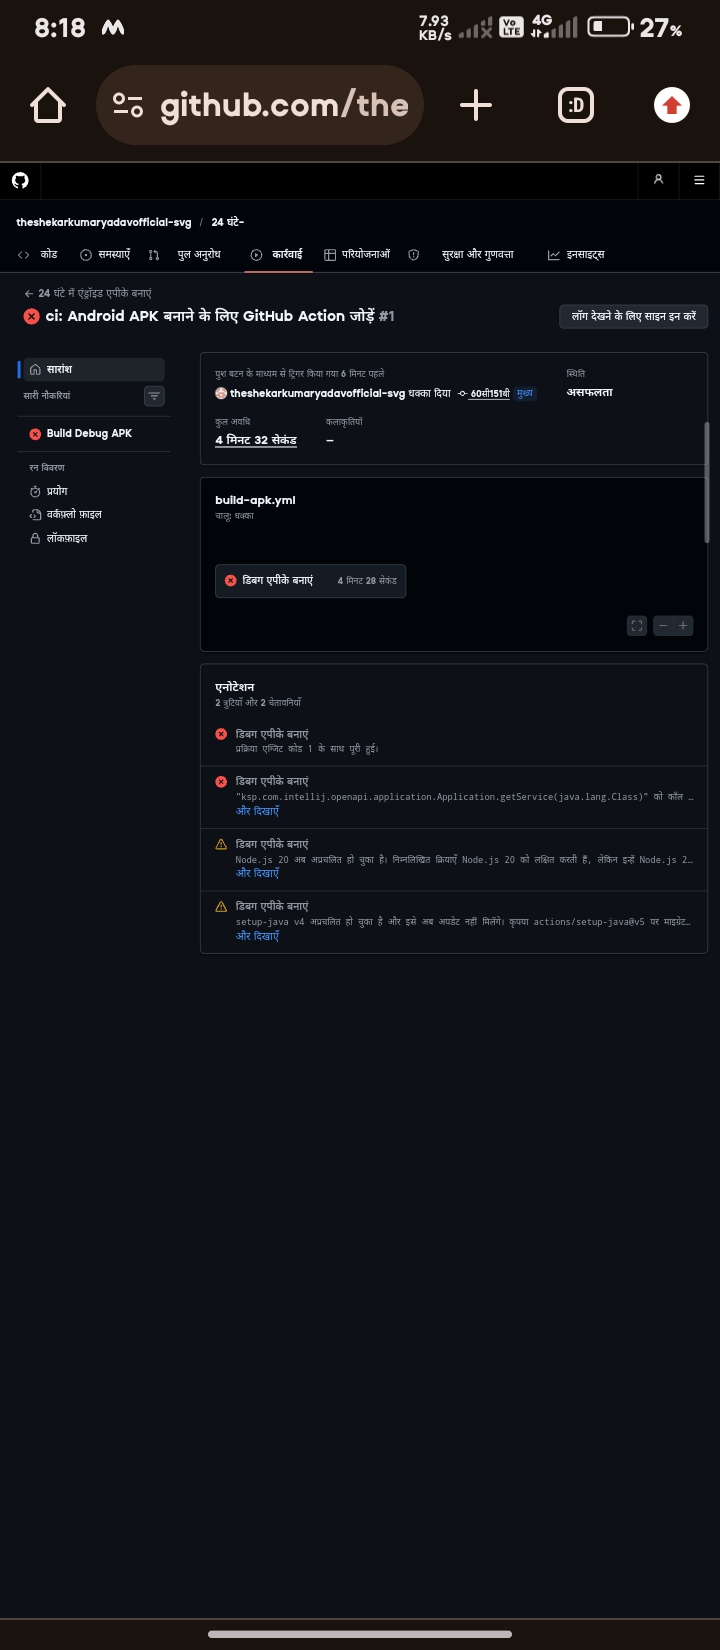 8:18
7.93 KB/s
Vo LTE
4G
27%
github.com/the
:D
theshekarkumaryadavofficial-svg / 24 घंटे-
कोड समस्याएँ पुल अनुरोध कार्रवाई परियोजनाओं सुरक्षा और गुणवत्ता इनसाइट्स
← 24 घंटे में एंड्रॉइड एपीके बनाएं
ci: Android APK बनाने के लिए GitHub Action जोड़ें #1
लॉग देखने के लिए साइन इन करें
सारांश
सारी नौकरियां
Build Debug APK
रन विवरण
प्रयोग
वर्कफ़्लो फ़ाइल
लॉकफ़ाइल
पुश बटन के माध्यम से ट्रिगर किया गया 6 मिनट पहले
theshekarkumaryadavofficial-svg धक्का दिया 60सी151बी मुख्य
स्थिति
असफलता
कुल अवधि
4 मिनट 32 सेकंड
कलाकृतियों
–
build-apk.yml
चालू: धक्का
डिबग एपीके बनाएं 4 मिनट 28 सेकंड
एनोटेशन
2 त्रुटियाँ और 2 चेतावनियाँ
डिबग एपीके बनाएं
प्रक्रिया एग्जिट कोड 1 के साथ पूरी हुई।
डिबग एपीके बनाएं
"ksp.com.intellij.openapi.application.Application.getService(java.lang.Class)" को कॉल …
और दिखाएँ
डिबग एपीके बनाएं
Node.js 20 अब अप्रचलित हो चुका है। निम्नलिखित क्रियाएँ Node.js 20 को लक्षित करती हैं, लेकिन इन्हें Node.js 2…
और दिखाएँ
डिबग एपीके बनाएं
setup-java v4 अप्रचलित हो चुका है और इसे अब अपडेट नहीं मिलेंगे। कृपया actions/setup-java@v5 पर माइग्रेट…
और दिखाएँ